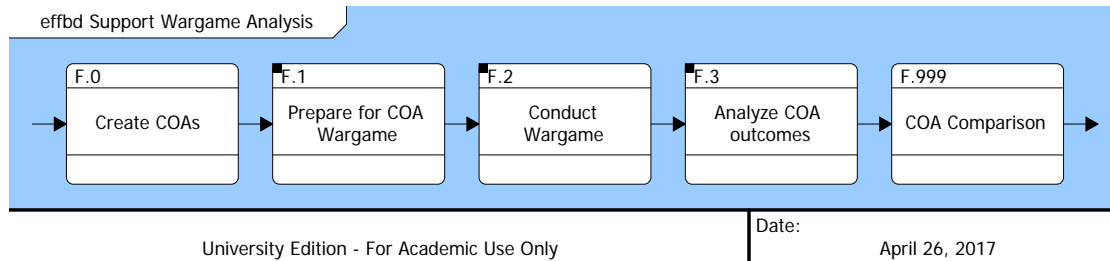 effbd Support Wargame Analysis
F.0
Create COAs
F.1
Prepare for COA
Wargame
F.2
Conduct
Wargame
F.3
Analyze COA
outcomes
F.999
COA Comparison
University Edition - For Academic Use Only
Date:
April 26, 2017